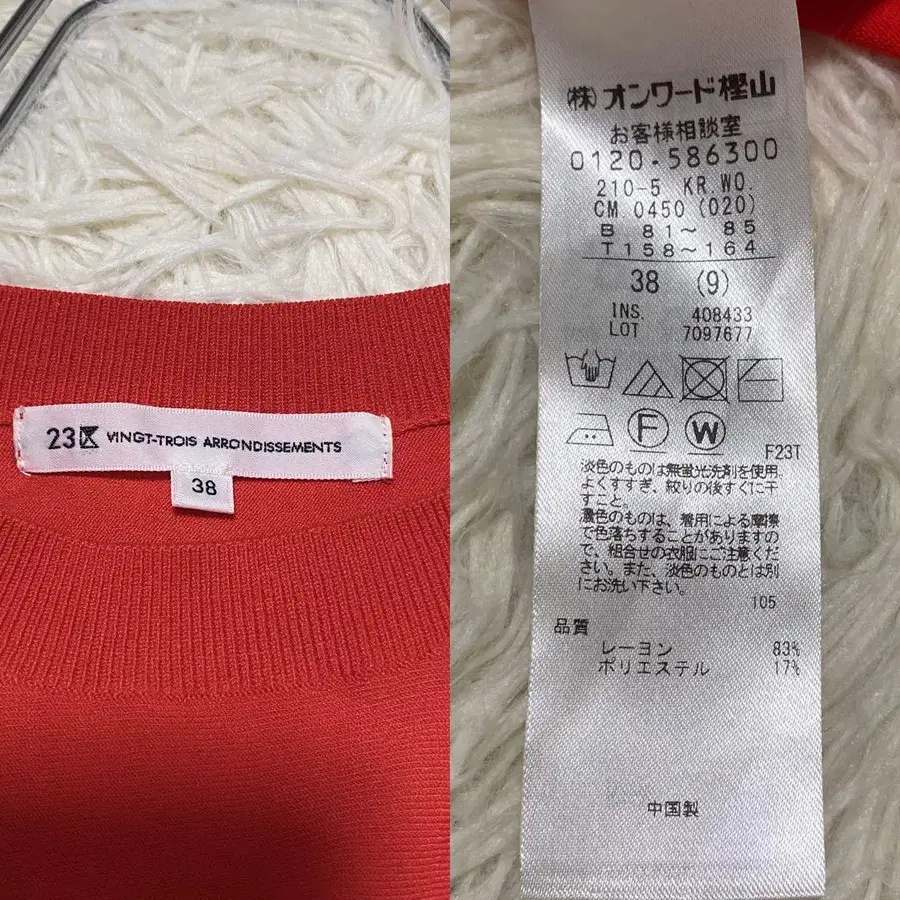 23区 VINGT-TROIS ARRONDISSEMENTS
38
㈱オンワード樫山
お客様相談室
0120-586300
210-5 KR WO.
CM 0450 (020)
B 81~ 85
T158~164
38 (9)
INS. 408433
LOT 7097677
F W
F23T
淡色のものは無蛍光洗剤を使用、
よくすすぎ、絞りの後すぐに干
すこと。
濃色のものは、着用による摩擦
で色落ちすることがありますの
で、組合せの衣服にご注意くだ
さい。また、淡色のものとは別
にお洗い下さい。
105
品質
レーヨン 83%
ポリエステル 17%
中国製